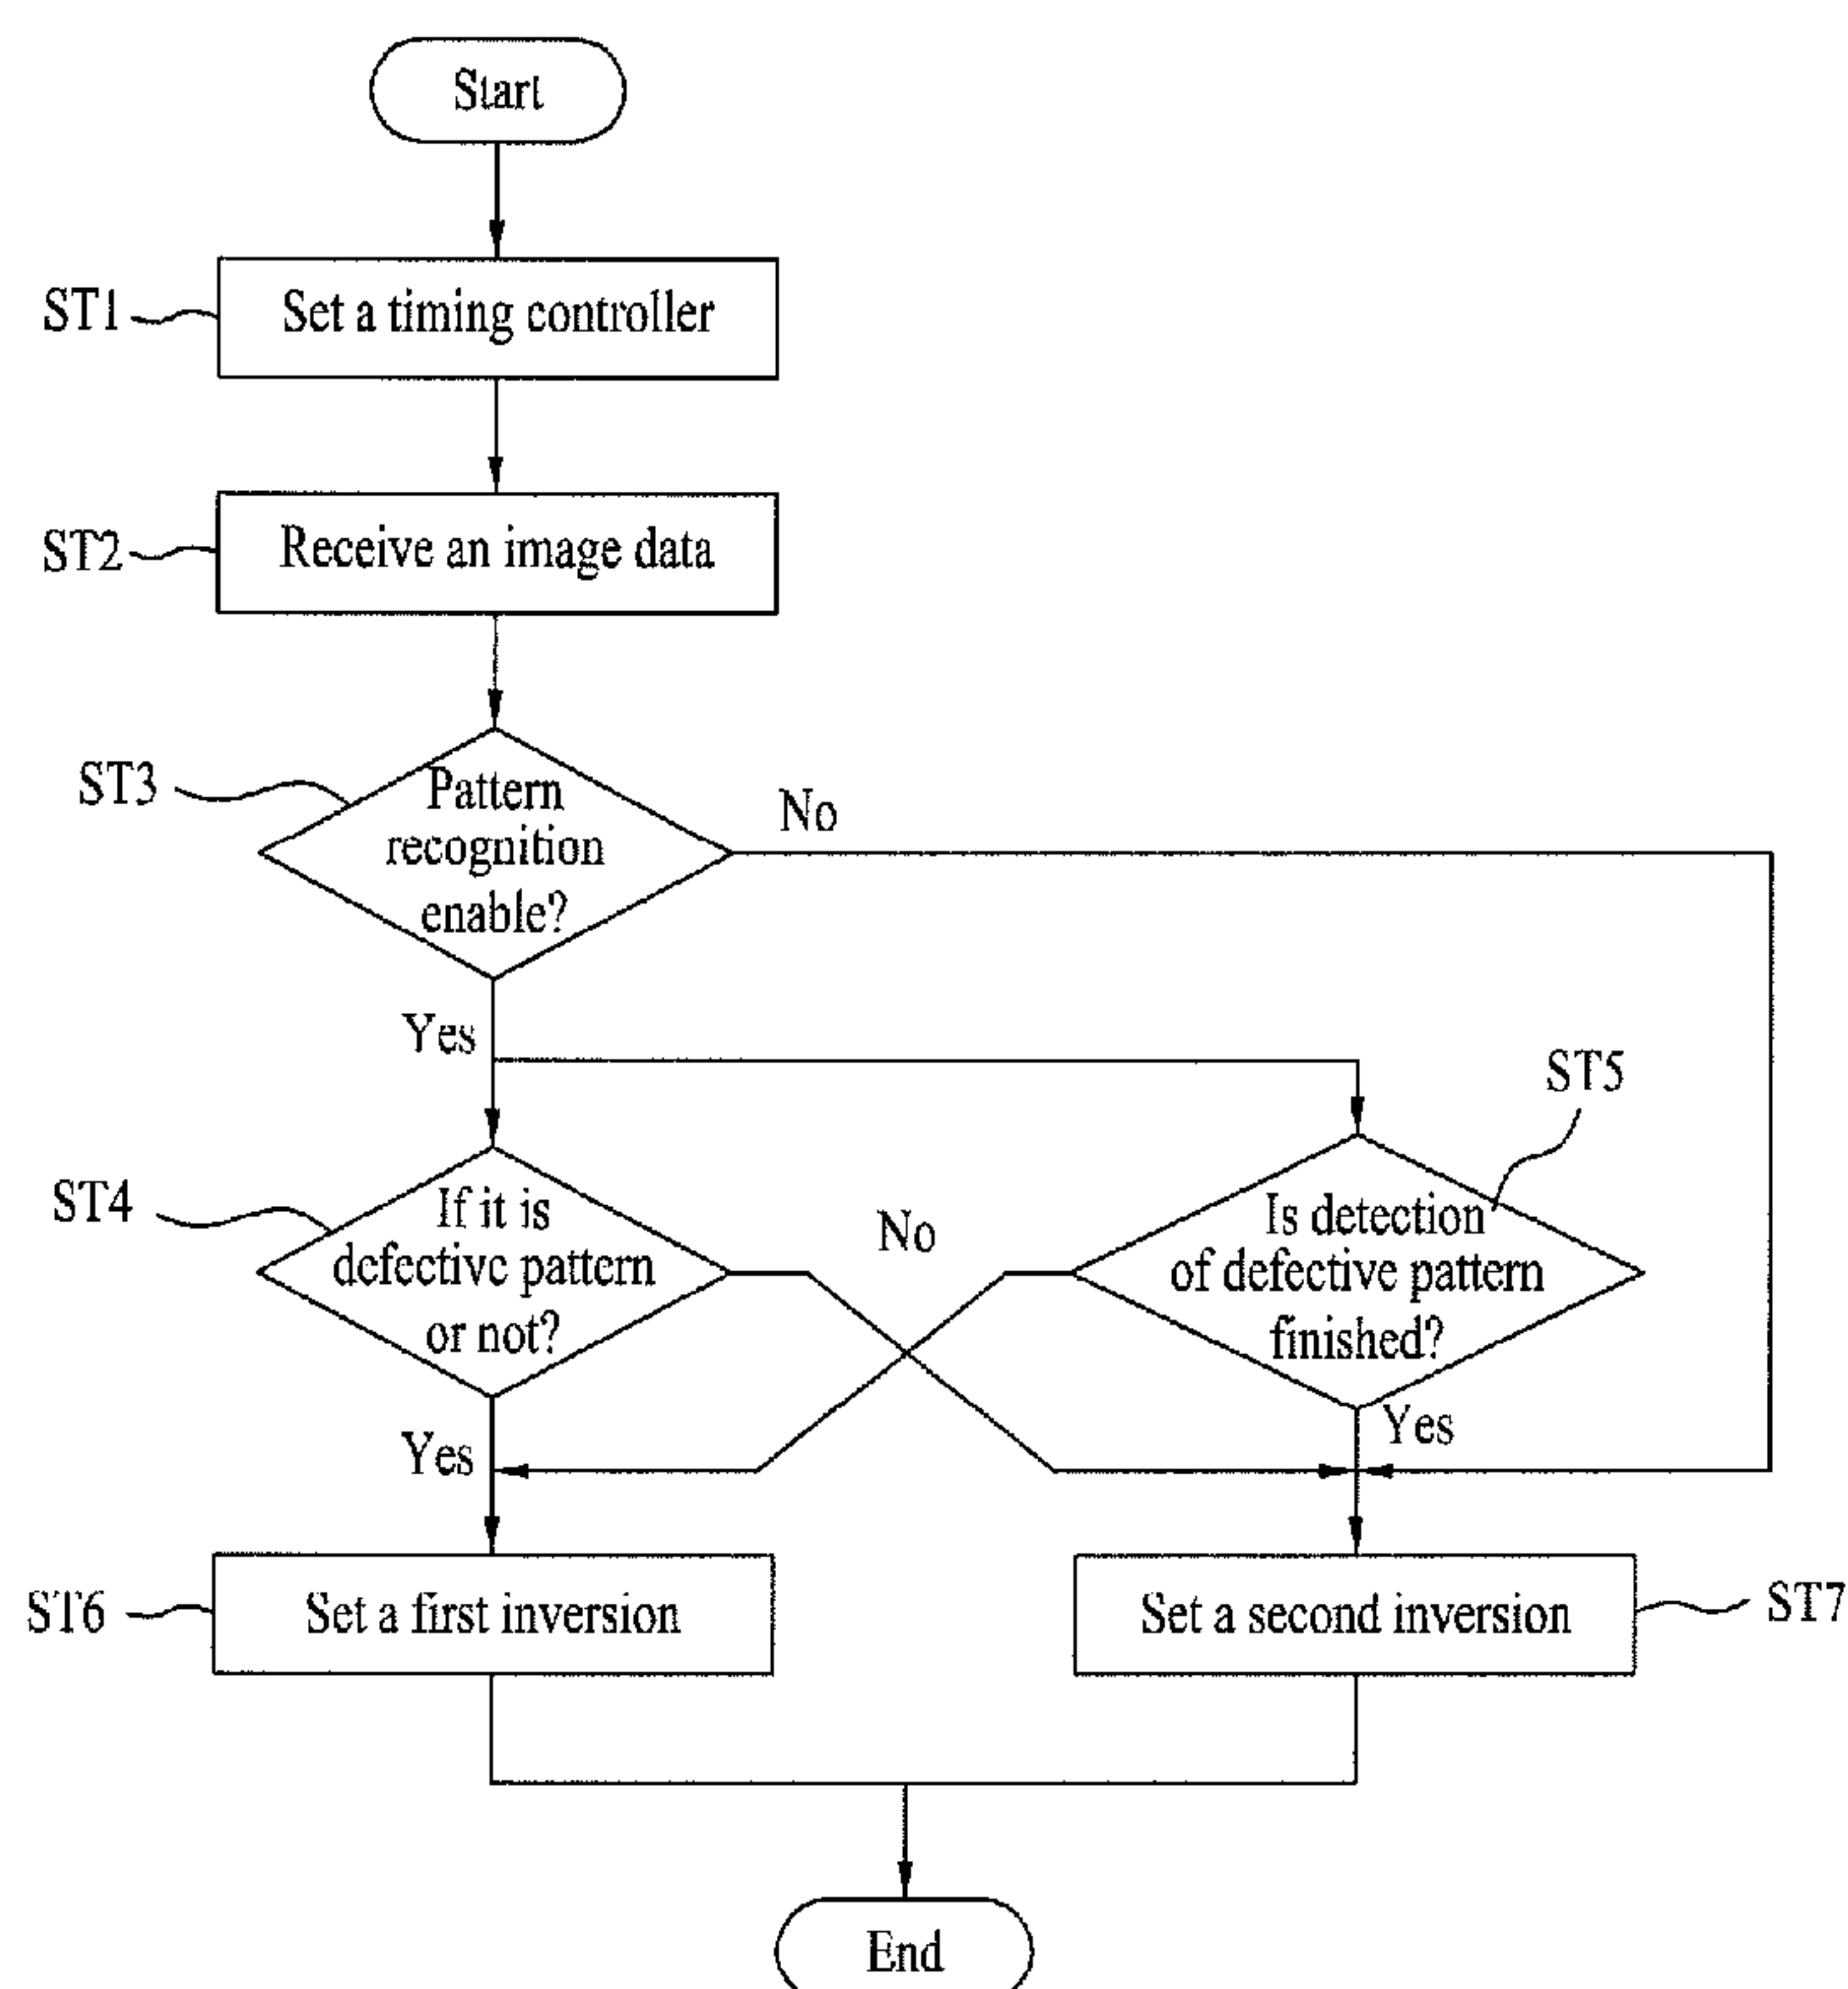 Start
ST1
Set a timing controller
ST2
Receive an image data
ST3
Pattern
recognition
enable?
No
Yes
ST5
ST4
If it is
defective pattern
or not?
No
Is detection
of defective pattern
finished?
Yes
Yes
ST6
Set a first inversion
Set a second inversion
ST7
End